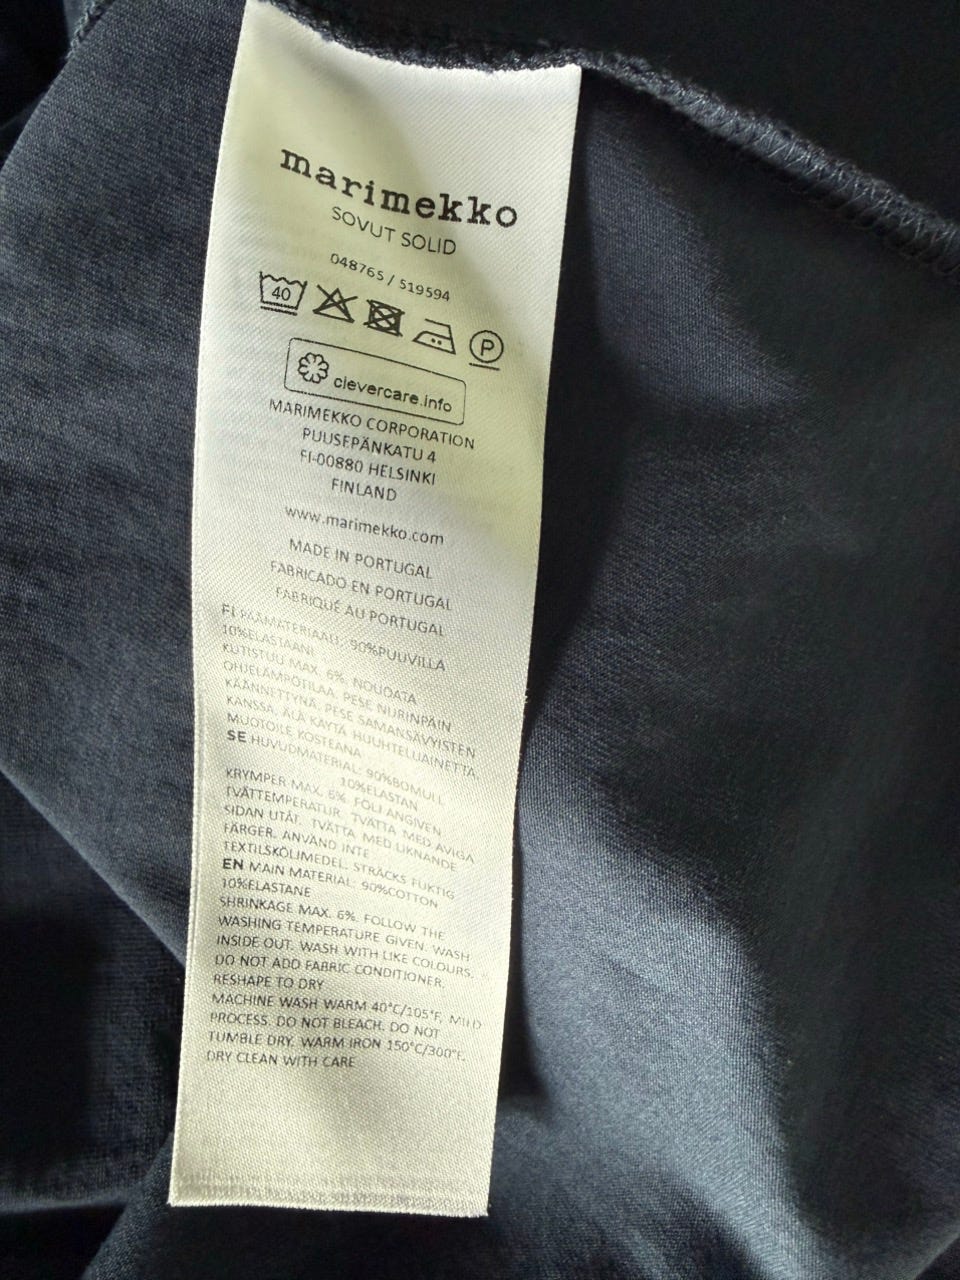 marimekko
SOVUT SOLID
048765 / 519594
40
P
clevercare.info
MARIMEKKO CORPORATION
PUUSEPÄNKATU 4
FI-00880 HELSINKI
FINLAND
www.marimekko.com
MADE IN PORTUGAL
FABRICADO EN PORTUGAL
FABRIQUÉ AU PORTUGAL
FI PÄÄMATERIAALI: 90%PUUVILLA
10%ELASTAANI
KUTISTUU MAX. 6%. NOUDATA
OHJELÄMPÖTILAA. PESE NURINPÄIN
KÄÄNNETTYNÄ. PESE SAMANSÄVYISTEN
KANSSA. ÄLÄ KÄYTÄ HUUHTELUAINETTA.
MUOTOILE KOSTEANA
SE HUVUDMATERIAL: 90%BOMULL
10%ELASTAN
KRYMPER MAX. 6%. FÖLJ ANGIVEN
TVÄTTEMPERATUR. TVÄTTA MED AVIGA
SIDAN UTÅT. TVÄTTA MED LIKNANDE
FÄRGER. ANVÄND INTE
TEXTILSKÖLJMEDEL. STRÄCKS FUKTIG
EN MAIN MATERIAL: 90%COTTON
10%ELASTANE
SHRINKAGE MAX. 6%. FOLLOW THE
WASHING TEMPERATURE GIVEN. WASH
INSIDE OUT. WASH WITH LIKE COLOURS.
DO NOT ADD FABRIC CONDITIONER.
RESHAPE TO DRY
MACHINE WASH WARM 40°C/105°F, MILD
PROCESS. DO NOT BLEACH. DO NOT
TUMBLE DRY. WARM IRON 150°C/300°F.
DRY CLEAN WITH CARE